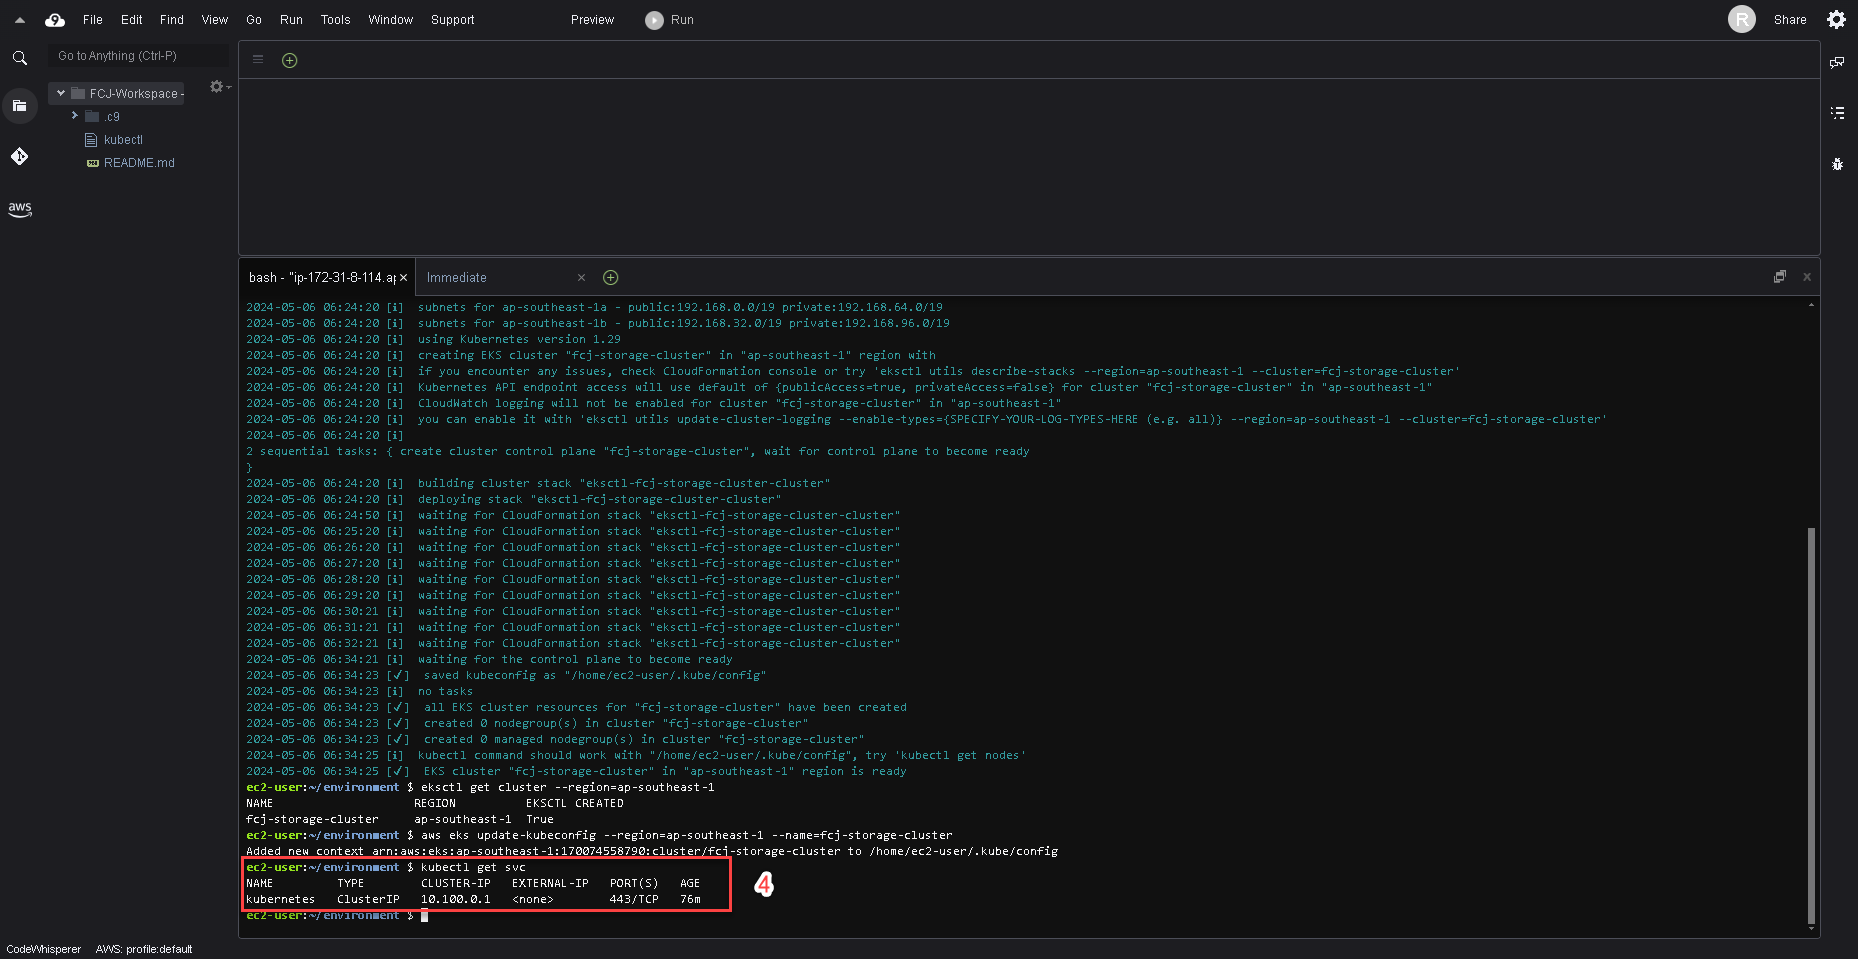 File Edit Find View Go Run Tools Window Support Preview Run R Share
Go to Anything (Ctrl-P)
FCJ-Workspace -
.c9
kubectl
README.md
aws
bash - "ip-172-31-8-114.ap Immediate
2024-05-06 06:24:20 [i] subnets for ap-southeast-1a - public:192.168.0.0/19 private:192.168.64.0/19
2024-05-06 06:24:20 [i] subnets for ap-southeast-1b - public:192.168.32.0/19 private:192.168.96.0/19
2024-05-06 06:24:20 [i] using Kubernetes version 1.29
2024-05-06 06:24:20 [i] creating EKS cluster "fcj-storage-cluster" in "ap-southeast-1" region with
2024-05-06 06:24:20 [i] if you encounter any issues, check CloudFormation console or try 'eksctl utils describe-stacks --region=ap-southeast-1 --cluster=fcj-storage-cluster'
2024-05-06 06:24:20 [i] Kubernetes API endpoint access will use default of {publicAccess=true, privateAccess=false} for cluster "fcj-storage-cluster" in "ap-southeast-1"
2024-05-06 06:24:20 [i] CloudWatch logging will not be enabled for cluster "fcj-storage-cluster" in "ap-southeast-1"
2024-05-06 06:24:20 [i] you can enable it with 'eksctl utils update-cluster-logging --enable-types={SPECIFY-YOUR-LOG-TYPES-HERE (e.g. all)} --region=ap-southeast-1 --cluster=fcj-storage-cluster'
2024-05-06 06:24:20 [i]
2 sequential tasks: { create cluster control plane "fcj-storage-cluster", wait for control plane to become ready
}
2024-05-06 06:24:20 [i] building cluster stack "eksctl-fcj-storage-cluster-cluster"
2024-05-06 06:24:20 [i] deploying stack "eksctl-fcj-storage-cluster-cluster"
2024-05-06 06:24:50 [i] waiting for CloudFormation stack "eksctl-fcj-storage-cluster-cluster"
2024-05-06 06:25:20 [i] waiting for CloudFormation stack "eksctl-fcj-storage-cluster-cluster"
2024-05-06 06:26:20 [i] waiting for CloudFormation stack "eksctl-fcj-storage-cluster-cluster"
2024-05-06 06:27:20 [i] waiting for CloudFormation stack "eksctl-fcj-storage-cluster-cluster"
2024-05-06 06:28:20 [i] waiting for CloudFormation stack "eksctl-fcj-storage-cluster-cluster"
2024-05-06 06:29:20 [i] waiting for CloudFormation stack "eksctl-fcj-storage-cluster-cluster"
2024-05-06 06:30:21 [i] waiting for CloudFormation stack "eksctl-fcj-storage-cluster-cluster"
2024-05-06 06:31:21 [i] waiting for CloudFormation stack "eksctl-fcj-storage-cluster-cluster"
2024-05-06 06:32:21 [i] waiting for CloudFormation stack "eksctl-fcj-storage-cluster-cluster"
2024-05-06 06:34:21 [i] waiting for the control plane to become ready
2024-05-06 06:34:23 [✓] saved kubeconfig as "/home/ec2-user/.kube/config"
2024-05-06 06:34:23 [i] no tasks
2024-05-06 06:34:23 [✓] all EKS cluster resources for "fcj-storage-cluster" have been created
2024-05-06 06:34:23 [✓] created 0 nodegroup(s) in cluster "fcj-storage-cluster"
2024-05-06 06:34:23 [✓] created 0 managed nodegroup(s) in cluster "fcj-storage-cluster"
2024-05-06 06:34:25 [i] kubectl command should work with "/home/ec2-user/.kube/config", try 'kubectl get nodes'
2024-05-06 06:34:25 [✓] EKS cluster "fcj-storage-cluster" in "ap-southeast-1" region is ready
ec2-user:~/environment $ eksctl get cluster --region=ap-southeast-1
NAME REGION EKSCTL CREATED
fcj-storage-cluster ap-southeast-1 True
ec2-user:~/environment $ aws eks update-kubeconfig --region=ap-southeast-1 --name=fcj-storage-cluster
Added new context arn:aws:eks:ap-southeast-1:170074558790:cluster/fcj-storage-cluster to /home/ec2-user/.kube/config
ec2-user:~/environment $ kubectl get svc
NAME TYPE CLUSTER-IP EXTERNAL-IP PORT(S) AGE
kubernetes ClusterIP 10.100.0.1 <none> 443/TCP 76m
4
ec2-user:~/environment $
CodeWhisperer AWS: profile:default